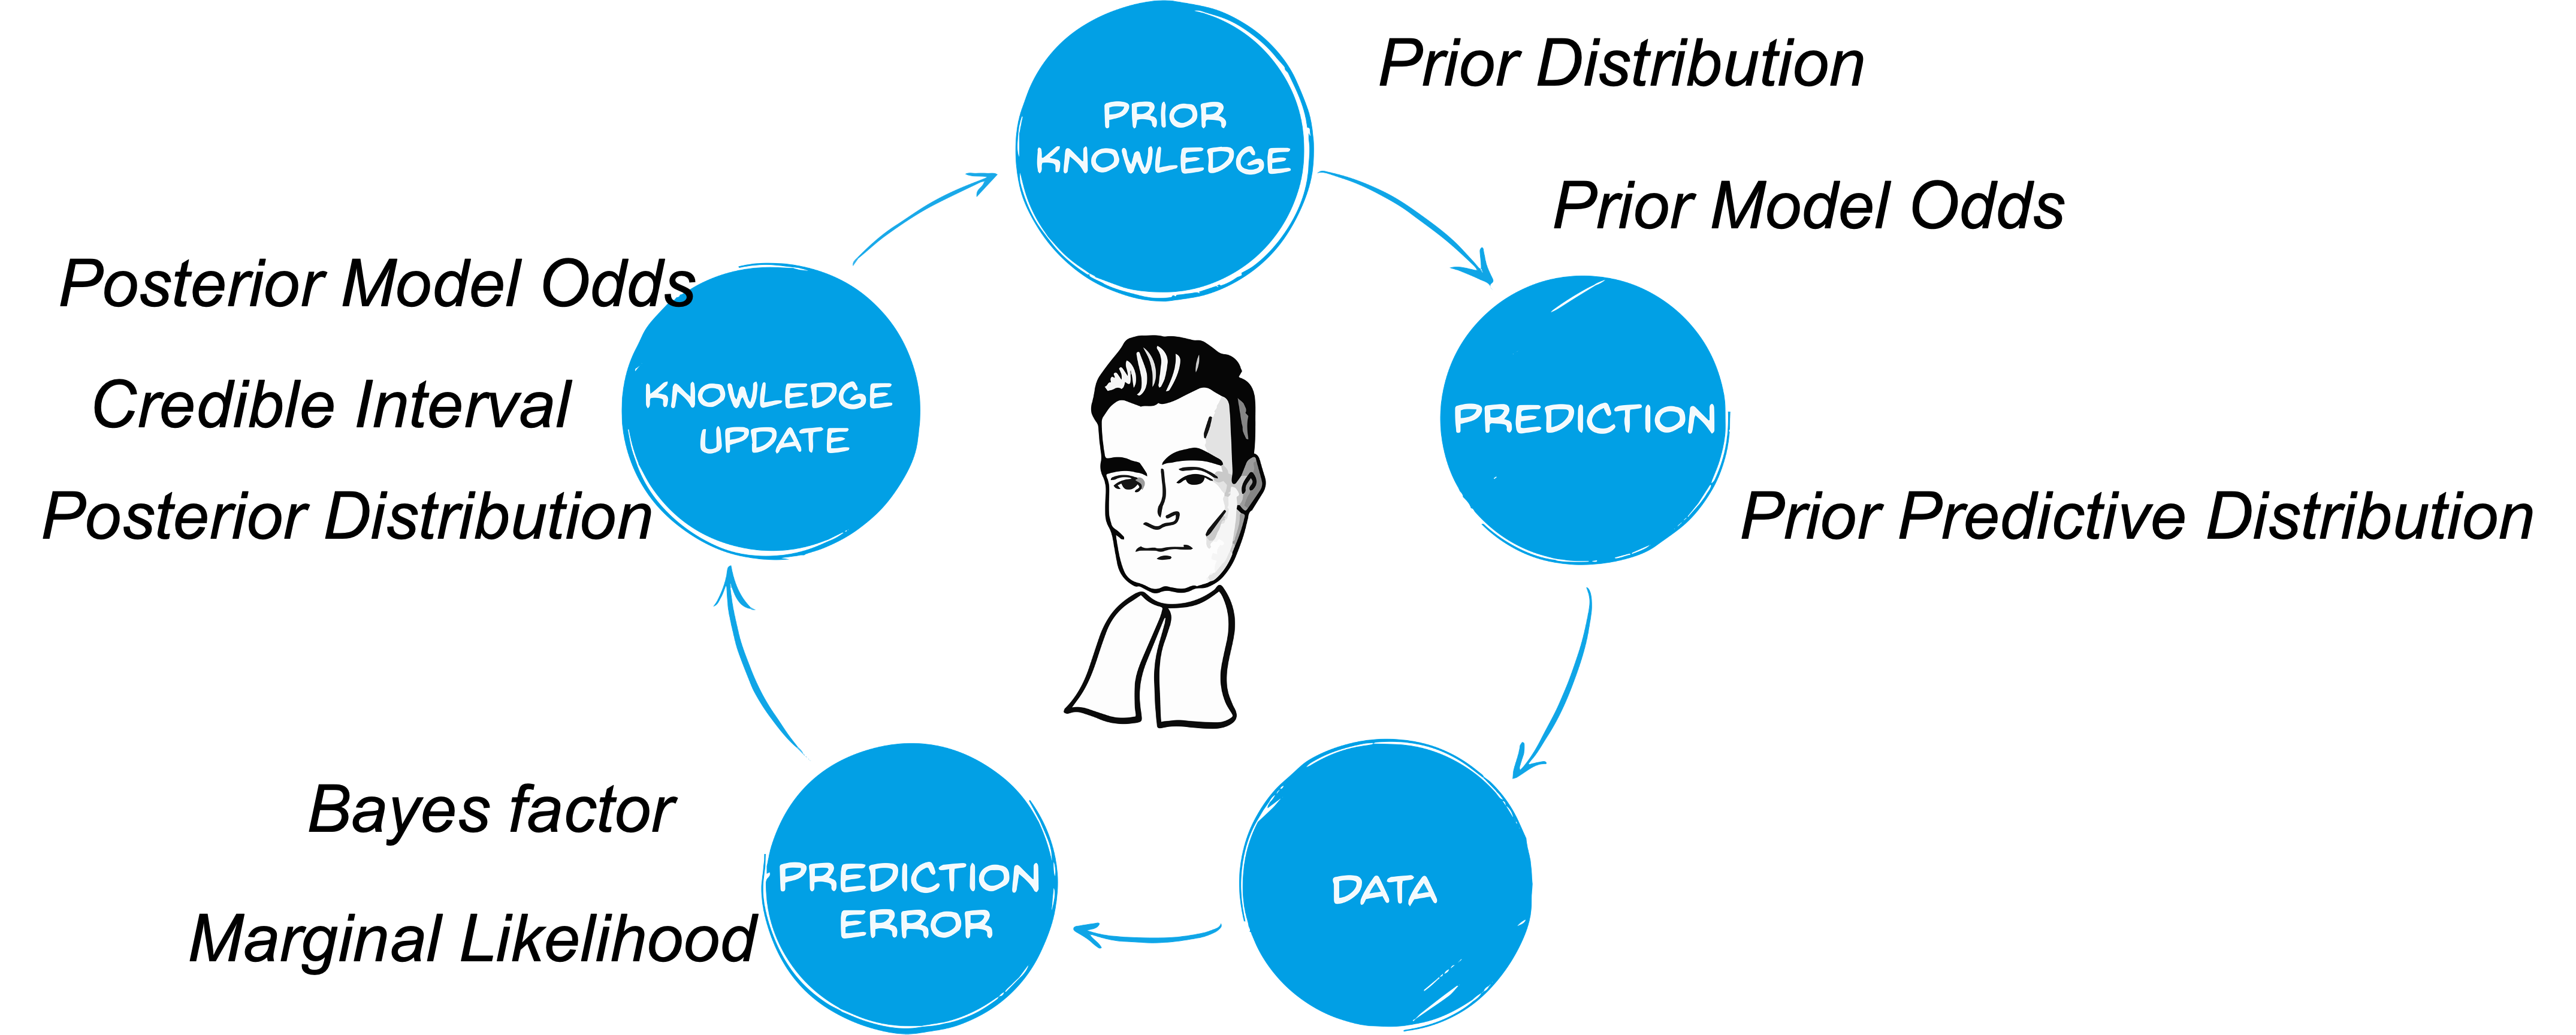 Prior Distribution
PRIOR
KNOWLEDGE
Prior Model Odds
Posterior Model Odds
KNOWLEDGE
UPDATE
Credible Interval
PREDICTION
Posterior Distribution
Prior Predictive Distribution
Bayes factor
PREDICTION
ERROR
DATA
Marginal Likelihood